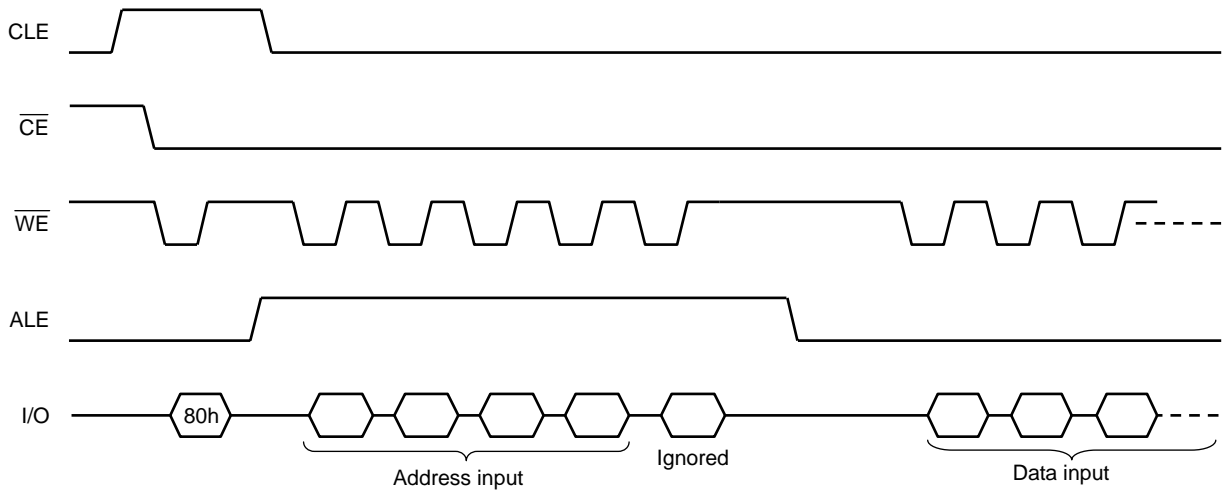 CLE
CE
WE
ALE
I/O
80h
Address input
Ignored
Data input